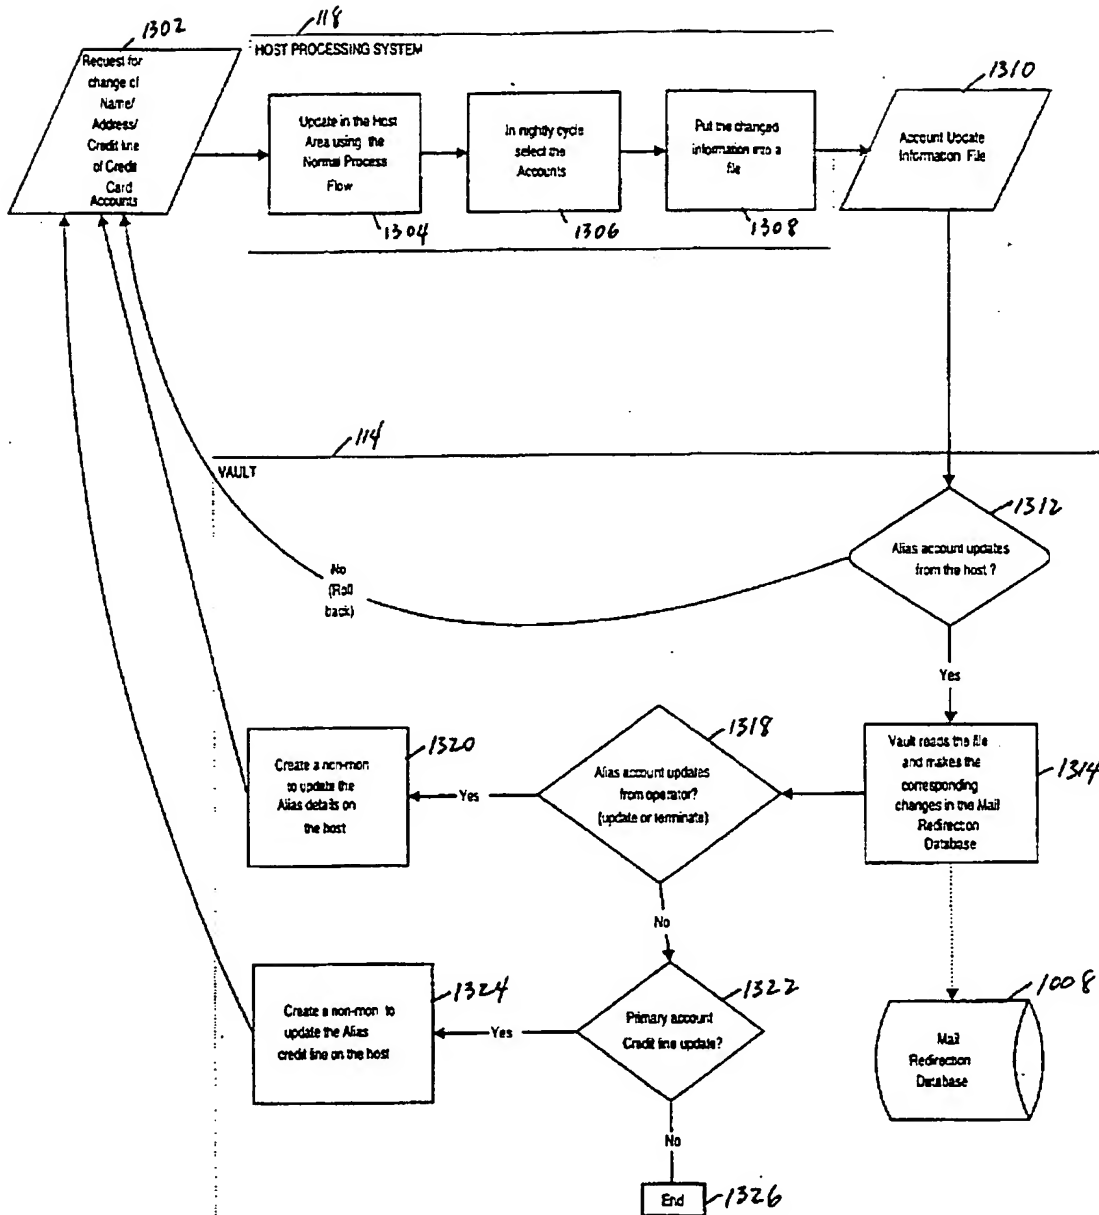 1302
118
HOST PROCESSING SYSTEM
Request for
change of
Name/
Address/
Credit line
of Credit
Card
Accounts
Update in the Host
Area using the
Normal Process
Flow
1304
In nightly cycle
select the
Accounts
1306
Put the changed
information into a
file
1308
1310
Account Update
Information File
114
VAULT
1312
Alias account updates
from the host ?
No
(Roll
back)
Yes
Vault reads the file
and makes the
corresponding
changes in the Mail
Redirection
Database
1314
1318
Alias account updates
from operator?
(update or terminate)
Yes
1320
Create a non-mon
to update the
Alias details on
the host
No
1322
Primary account
Credit line update?
Yes
1324
Create a non-mon to
update the Alias
credit line on the host
1008
Mail
Redirection
Database
No
End
1326